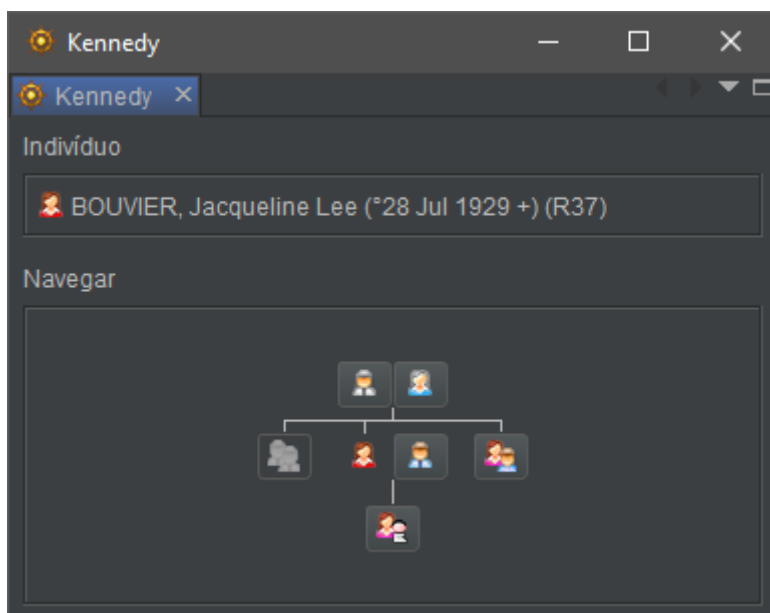 Kennedy
Kennedy
Indivíduo
BOUVIER, Jacqueline Lee (°28 Jul 1929 +) (R37)
Navegar